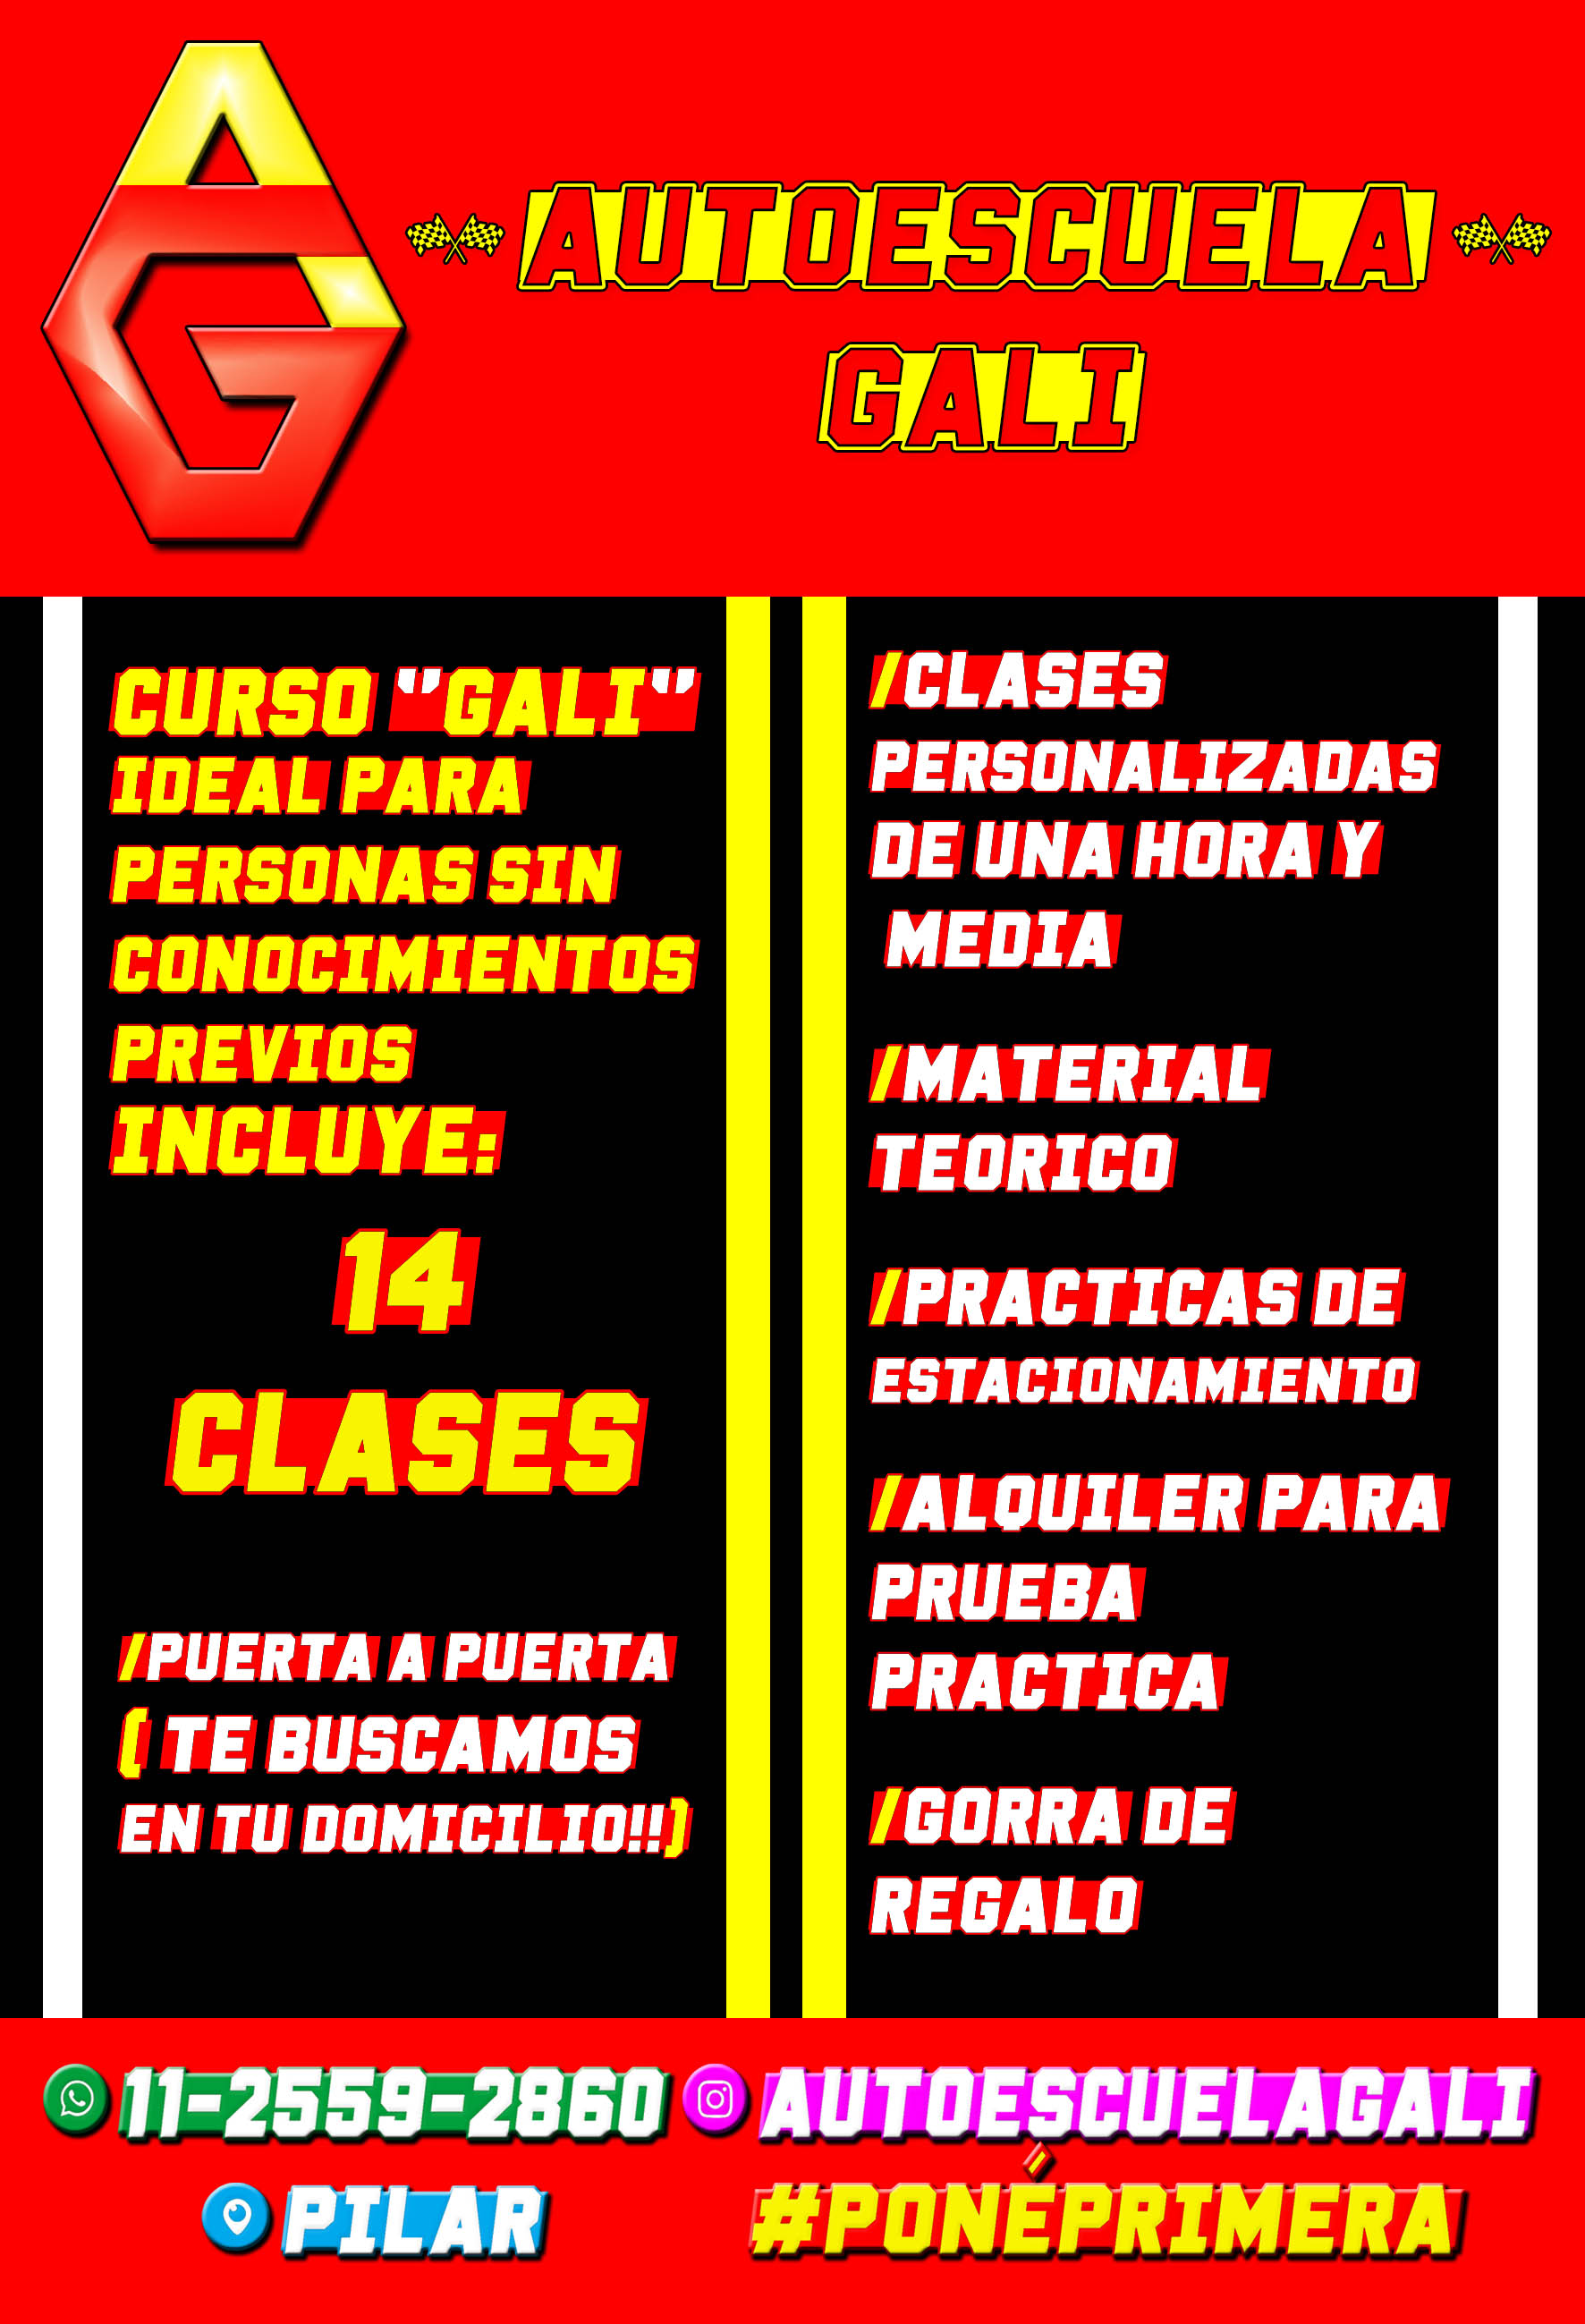 AG
AUTOESCUELA
GALI
CURSO "GALI"
IDEAL PARA
PERSONAS SIN
CONOCIMIENTOS
PREVIOS
INCLUYE:
14
CLASES
/PUERTA A PUERTA
( TE BUSCAMOS
EN TU DOMICILIO!!)
/CLASES
PERSONALIZADAS
DE UNA HORA Y
MEDIA
/MATERIAL
TEORICO
/PRACTICAS DE
ESTACIONAMIENTO
/ALQUILER PARA
PRUEBA
PRACTICA
/GORRA DE
REGALO
11-2559-2860
AUTOESCUELAGALI
PILAR
#PONÉPRIMERA